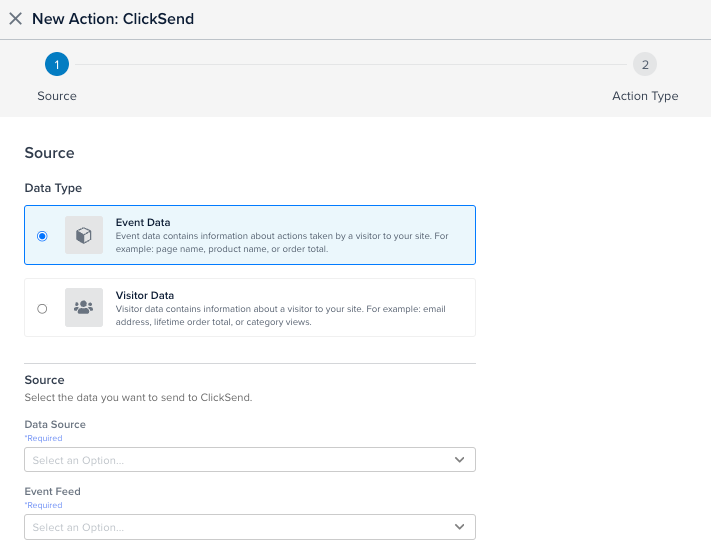 New Action: ClickSend
1
2
Source
Action Type
Source
Data Type
Event Data
Event data contains information about actions taken by a visitor to your site. For
example: page name, product name, or order total.
Visitor Data
Visitor data contains information about a visitor to your site. For example: email
address, lifetime order total, or category views.
Source
Select the data you want to send to ClickSend.
Data Source
*Required
Select an Option...
Event Feed
*Required
Select an Option...